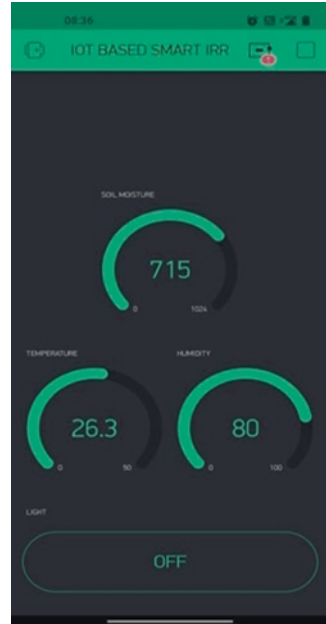 08:36
IOT BASED SMART IRR
SOIL MOISTURE
715
0 1024
TEMPERATURE HUMIDITY
26.3 80
0 50 0 100
LIGHT
OFF